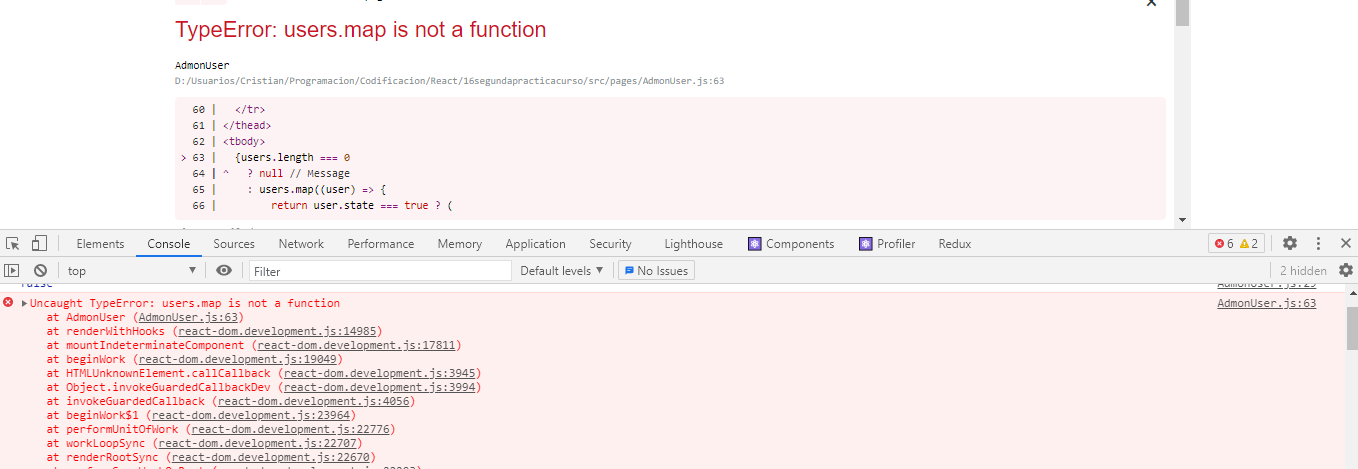 TypeError: users.map is not a function
AdmonUser
D:/Usuarios/Cristian/Programacion/Codificacion/React/16segundapracticacurso/src/pages/AdmonUser.js:63
60 | </tr>
61 | </thead>
62 | <tbody>
> 63 | {users.length === 0
64 | ^ ? null // Message
65 | : users.map((user) => {
66 | return user.state === true ? (
Elements Console Sources Network Performance Memory Application Security Lighthouse Components Profiler Redux 6 2
top Filter Default levels No Issues 2 hidden
false AdmonUser.js:29
Uncaught TypeError: users.map is not a function AdmonUser.js:63
at AdmonUser (AdmonUser.js:63)
at renderWithHooks (react-dom.development.js:14985)
at mountIndeterminateComponent (react-dom.development.js:17811)
at beginWork (react-dom.development.js:19049)
at HTMLUnknownElement.callCallback (react-dom.development.js:3945)
at Object.invokeGuardedCallbackDev (react-dom.development.js:3994)
at invokeGuardedCallback (react-dom.development.js:4056)
at beginWork$1 (react-dom.development.js:23964)
at performUnitOfWork (react-dom.development.js:22776)
at workLoopSync (react-dom.development.js:22707)
at renderRootSync (react-dom.development.js:22670)